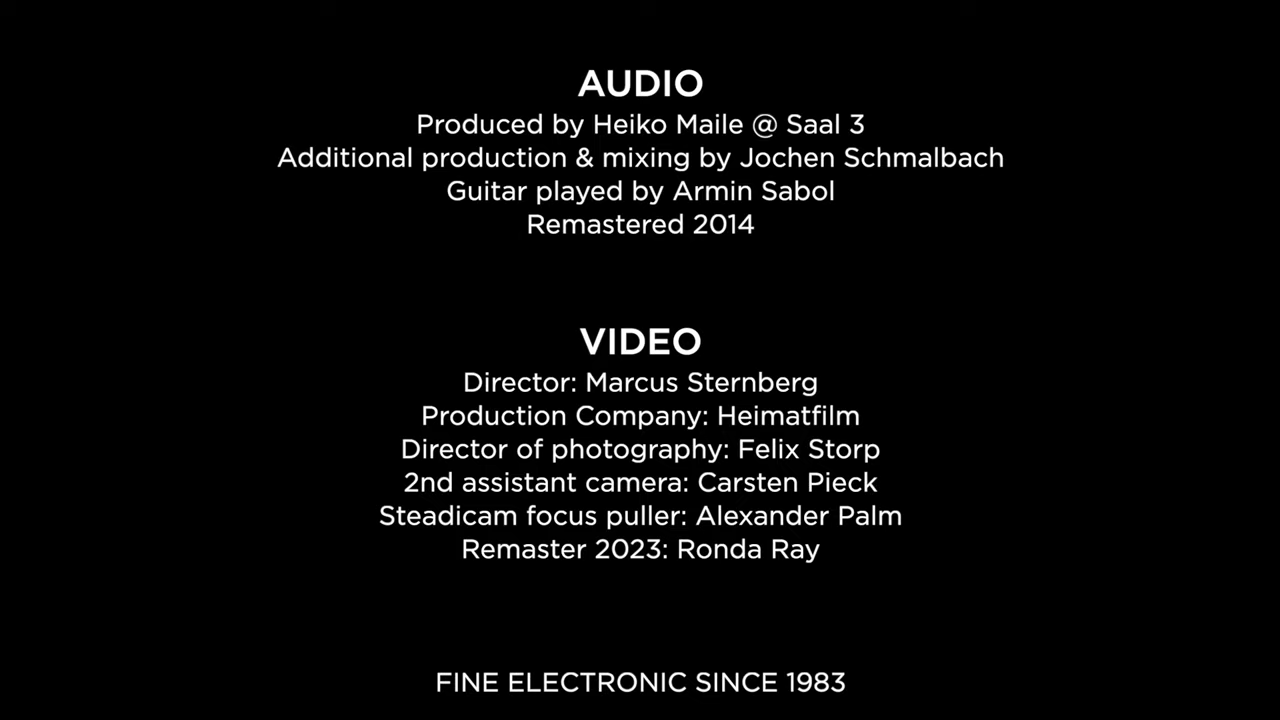 AUDIO
Produced by Heiko Maile @ Saal 3
Additional production & mixing by Jochen Schmalbach
Guitar played by Armin Sabol
Remastered 2014
VIDEO
Director: Marcus Sternberg
Production Company: Heimatfilm
Director of photography: Felix Storp
2nd assistant camera: Carsten Pieck
Steadicam focus puller: Alexander Palm
Remaster 2023: Ronda Ray
FINE ELECTRONIC SINCE 1983